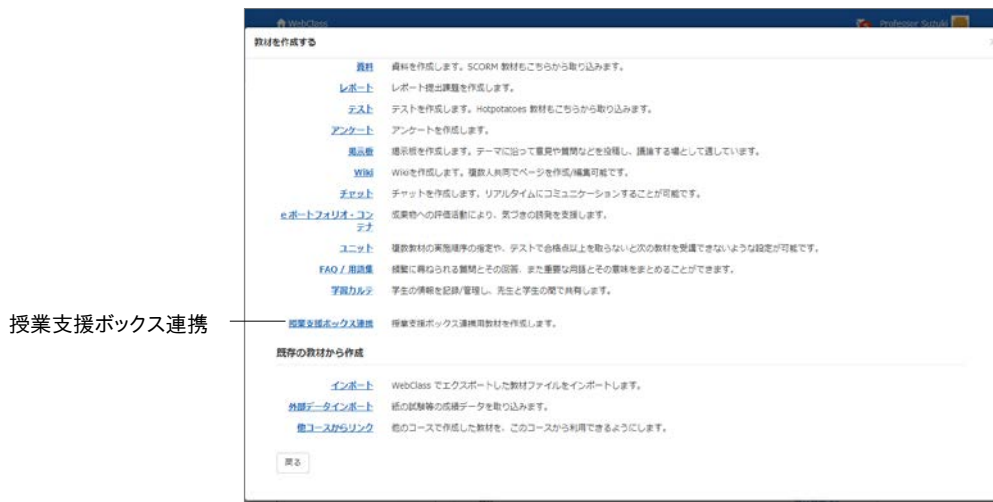 WebClass
Professor Suzuki
教材を作成する
資料 資料を作成します。SCORM 教材もこちらから取り込みます。
レポート レポート提出課題を作成します。
テスト テストを作成します。Hotpotatoes 教材もこちらから取り込みます。
アンケート アンケートを作成します。
掲示板 掲示板を作成します。テーマに沿って意見や質問などを投稿し、議論する場として適しています。
Wiki Wikiを作成します。複数人共同でページを作成/編集可能です。
チャット チャットを作成します。リアルタイムにコミュニケーションすることが可能です。
eポートフォリオ・コン 成果物への評価活動により、気づきの誘発を支援します。
テナ
ユニット 複数教材の実施順序の指定や、テストで合格点以上を取らないと次の教材を受講できないような設定が可能です。
FAQ / 用語集 頻繁に尋ねられる質問とその回答、また重要な用語とその意味をまとめることができます。
学習カルテ 学生の情報を記録/管理し、先生と学生の間で共有します。
授業支援ボックス連携
授業支援ボックス連携 授業支援ボックス連携用教材を作成します。
既存の教材から作成
インポート WebClass でエクスポートした教材ファイルをインポートします。
外部データインポート 紙の試験等の成績データを取り込みます。
他コースからリンク 他のコースで作成した教材を、このコースから利用できるようにします。
戻る